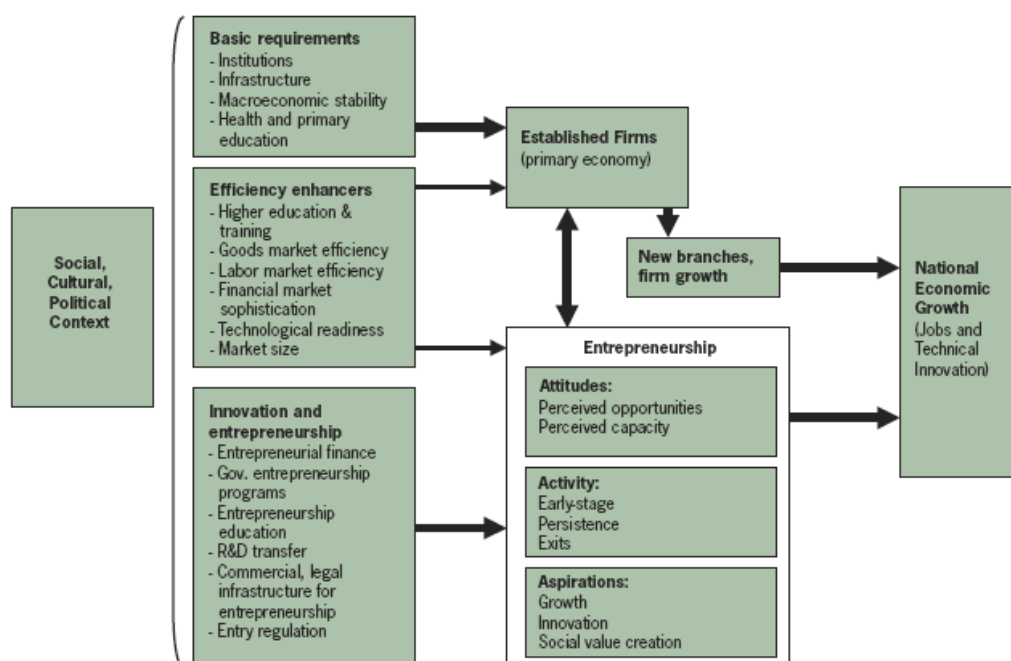 Social,
Cultural,
Political
Context
Basic requirements
- Institutions
- Infrastructure
- Macroeconomic stability
- Health and primary
education
Efficiency enhancers
- Higher education &
training
- Goods market efficiency
- Labor market efficiency
- Financial market
sophistication
- Technological readiness
- Market size
Innovation and
entrepreneurship
- Entrepreneurial finance
- Gov. entrepreneurship
programs
- Entrepreneurship
education
- R&D transfer
- Commercial, legal
infrastructure for
entrepreneurship
- Entry regulation
Established Firms
(primary economy)
New branches,
firm growth
Entrepreneurship
Attitudes:
Perceived opportunities
Perceived capacity
Activity:
Early-stage
Persistence
Exits
Aspirations:
Growth
Innovation
Social value creation
National
Economic
Growth
(Jobs and
Technical
Innovation)